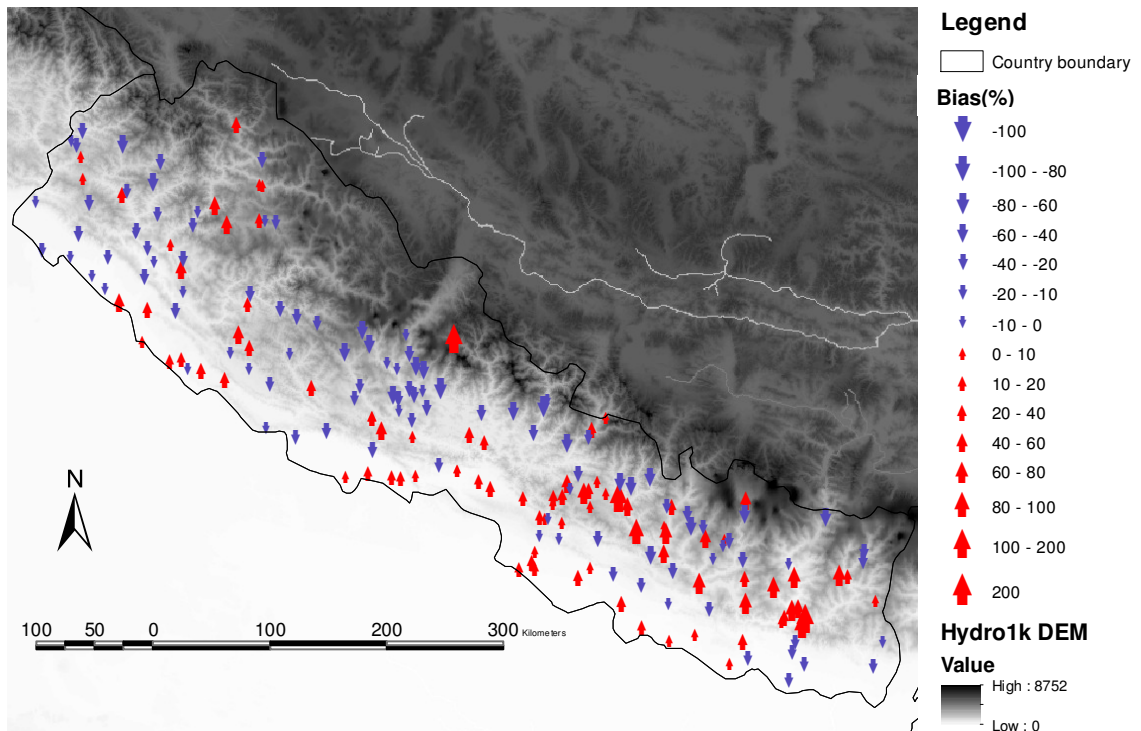 Legend
Country boundary
Bias(%)
-100
-100 - -80
-80 - -60
-60 - -40
-40 - -20
-20 - -10
-10 - 0
0 - 10
10 - 20
20 - 40
40 - 60
60 - 80
80 - 100
100 - 200
200
Hydro1k DEM
Value
High : 8752
Low : 0
N
100 50 0 100 200 300 Kilometers